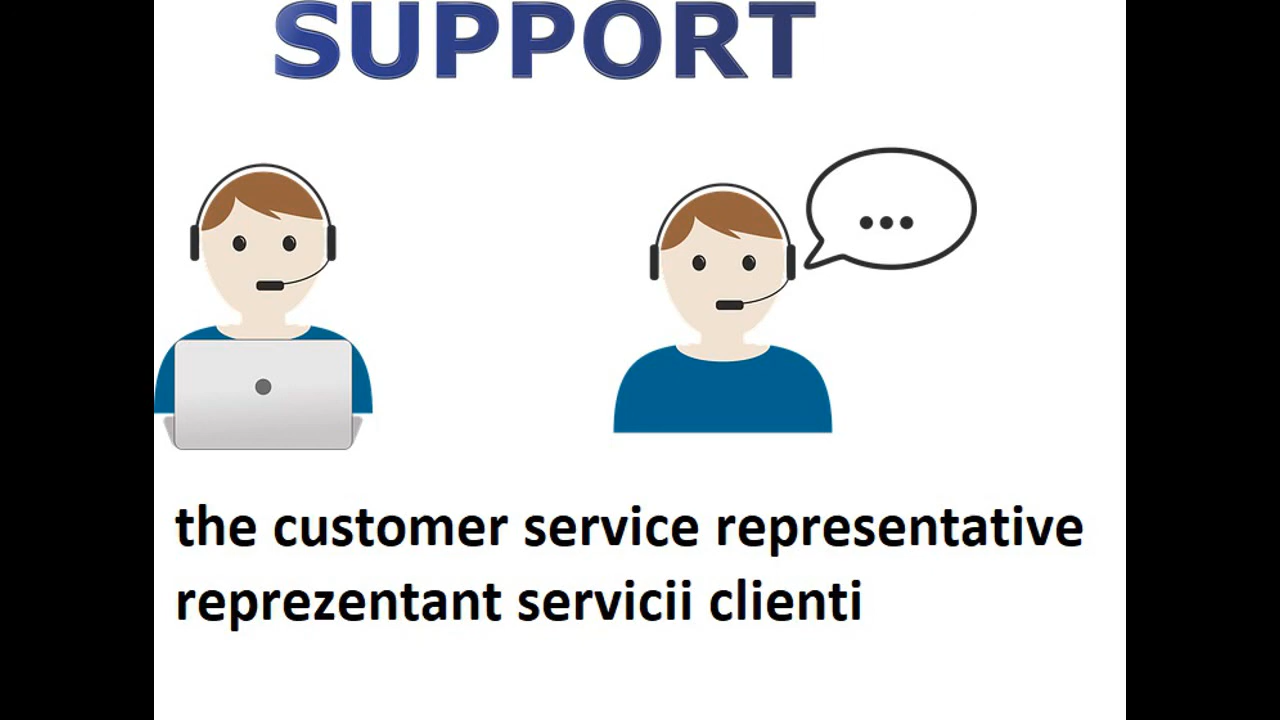 SUPPORT
...
the customer service representative
reprezentant servicii clienti